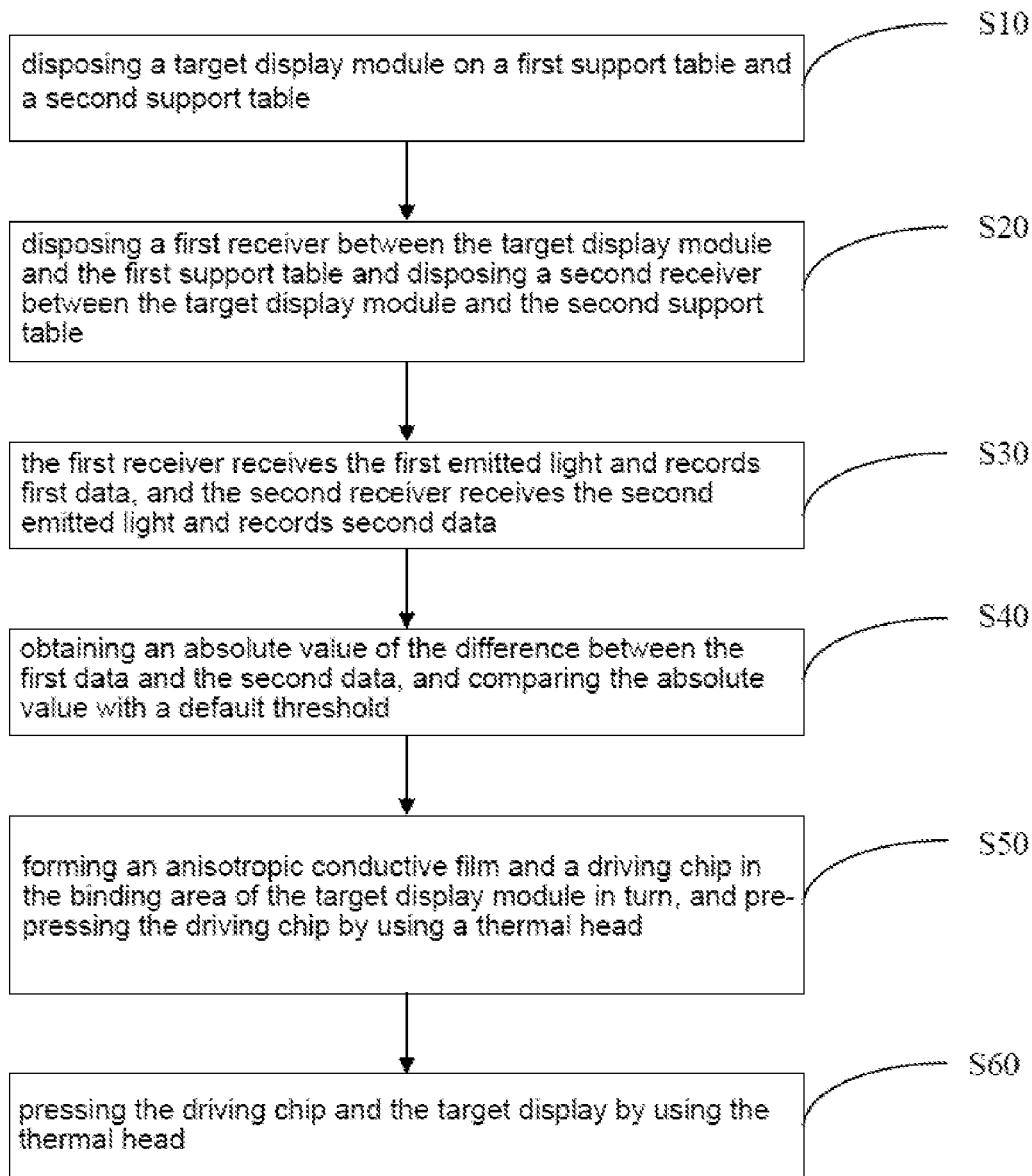 S10
disposing a target display module on a first support table and
a second support table
S20
disposing a first receiver between the target display module
and the first support table and disposing a second receiver
between the target display module and the second support
table
S30
the first receiver receives the first emitted light and records
first data, and the second receiver receives the second
emitted light and records second data
S40
obtaining an absolute value of the difference between the
first data and the second data, and comparing the absolute
value with a default threshold
S50
forming an anisotropic conductive film and a driving chip in
the binding area of the target display module in turn, and pre-
pressing the driving chip by using a thermal head
S60
pressing the driving chip and the target display by using the
thermal head